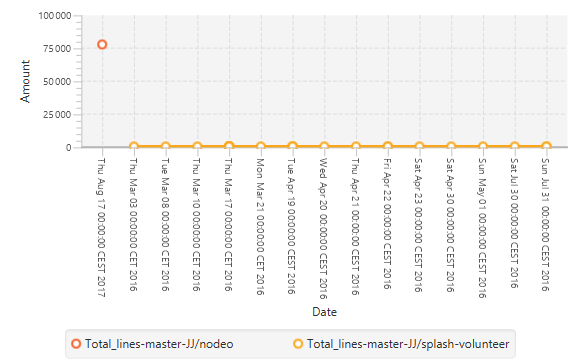 100 000
75 000
50 000
25 000
0
Amount
Thu Aug 17 00:00:00 CEST 2017
Thu Mar 03 00:00:00 CET 2016
Tue Mar 08 00:00:00 CET 2016
Thu Mar 10 00:00:00 CET 2016
Thu Mar 17 00:00:00 CET 2016
Mon Mar 21 00:00:00 CET 2016
Tue Apr 19 00:00:00 CEST 2016
Wed Apr 20 00:00:00 CEST 2016
Thu Apr 21 00:00:00 CEST 2016
Fri Apr 22 00:00:00 CEST 2016
Sat Apr 23 00:00:00 CEST 2016
Sat Apr 30 00:00:00 CEST 2016
Sun May 01 00:00:00 CEST 2016
Sat Jul 30 00:00:00 CEST 2016
Sun Jul 31 00:00:00 CEST 2016
Date
Total_lines-master-JJ/nodeo
Total_lines-master-JJ/splash-volunteer